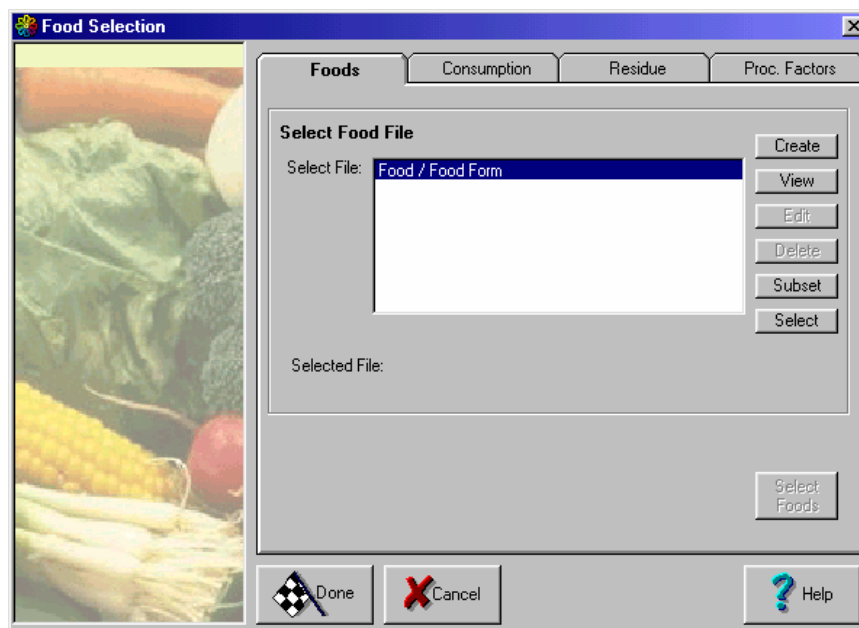 Food Selection
Foods
Consumption
Residue
Proc. Factors
Select Food File
Select File:
Food / Food Form
Create
View
Edit
Delete
Subset
Select
Selected File:
Select
Foods
Done
Cancel
Help